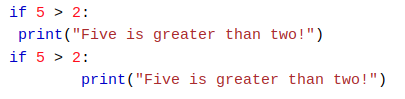 if 5 > 2:
 print("Five is greater than two!")
if 5 > 2:
        print("Five is greater than two!")